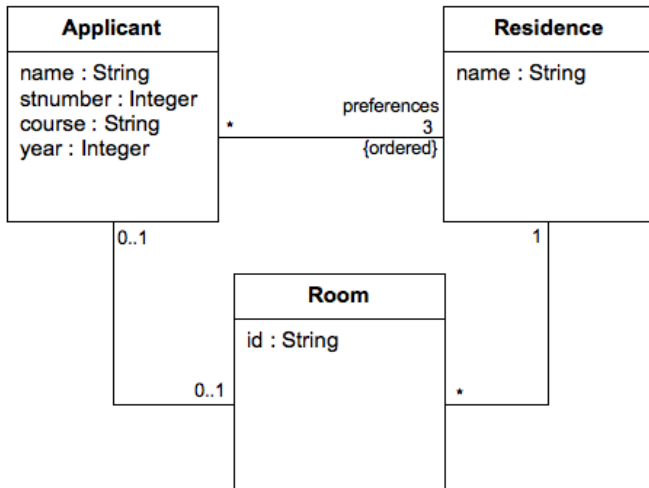 Applicant
name : String
stnumber : Integer
course : String
year : Integer
Residence
name : String
preferences
*
3
{ordered}
0..1
1
Room
id : String
0..1
*